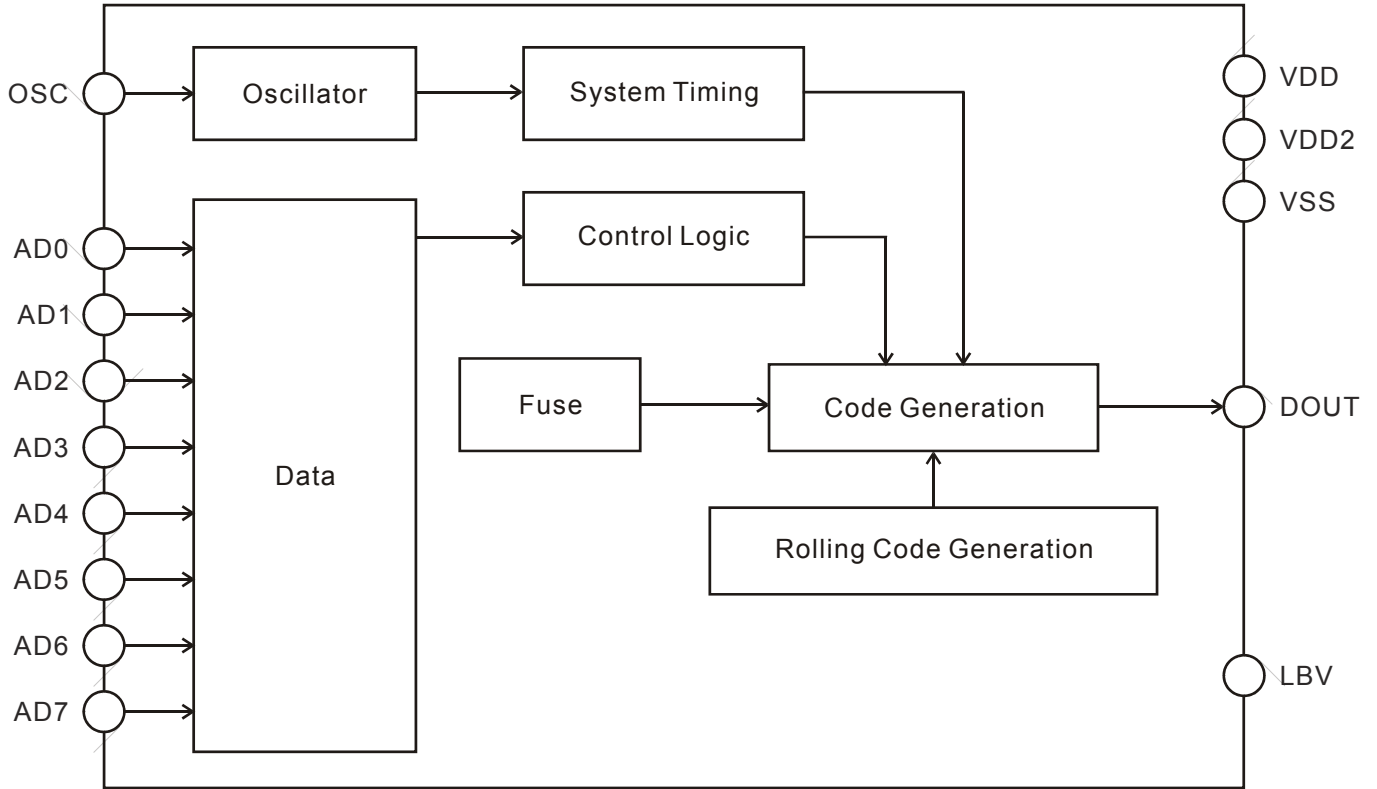 OSC
Oscillator
System Timing
VDD
VDD2
VSS
AD0
AD1
AD2
AD3
AD4
AD5
AD6
AD7
Data
Control Logic
Fuse
Code Generation
DOUT
Rolling Code Generation
LBV